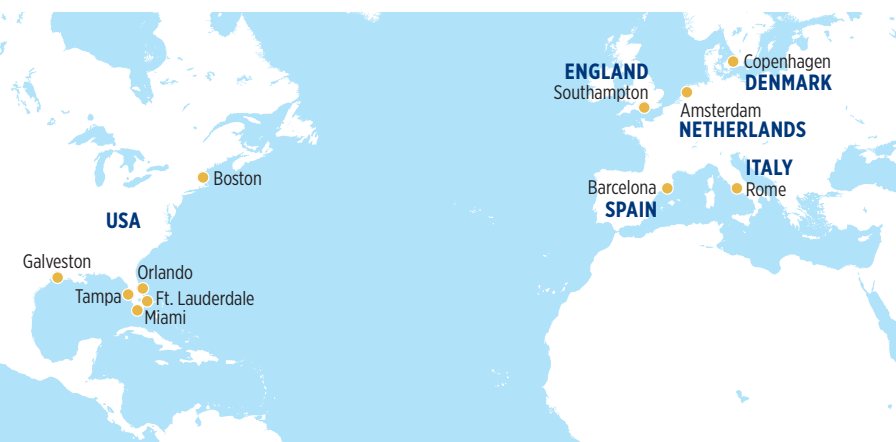 Copenhagen
DENMARK
ENGLAND
Southampton
Amsterdam
NETHERLANDS
ITALY
Rome
Barcelona
SPAIN
Boston
USA
Galveston
Orlando
Tampa
Ft. Lauderdale
Miami